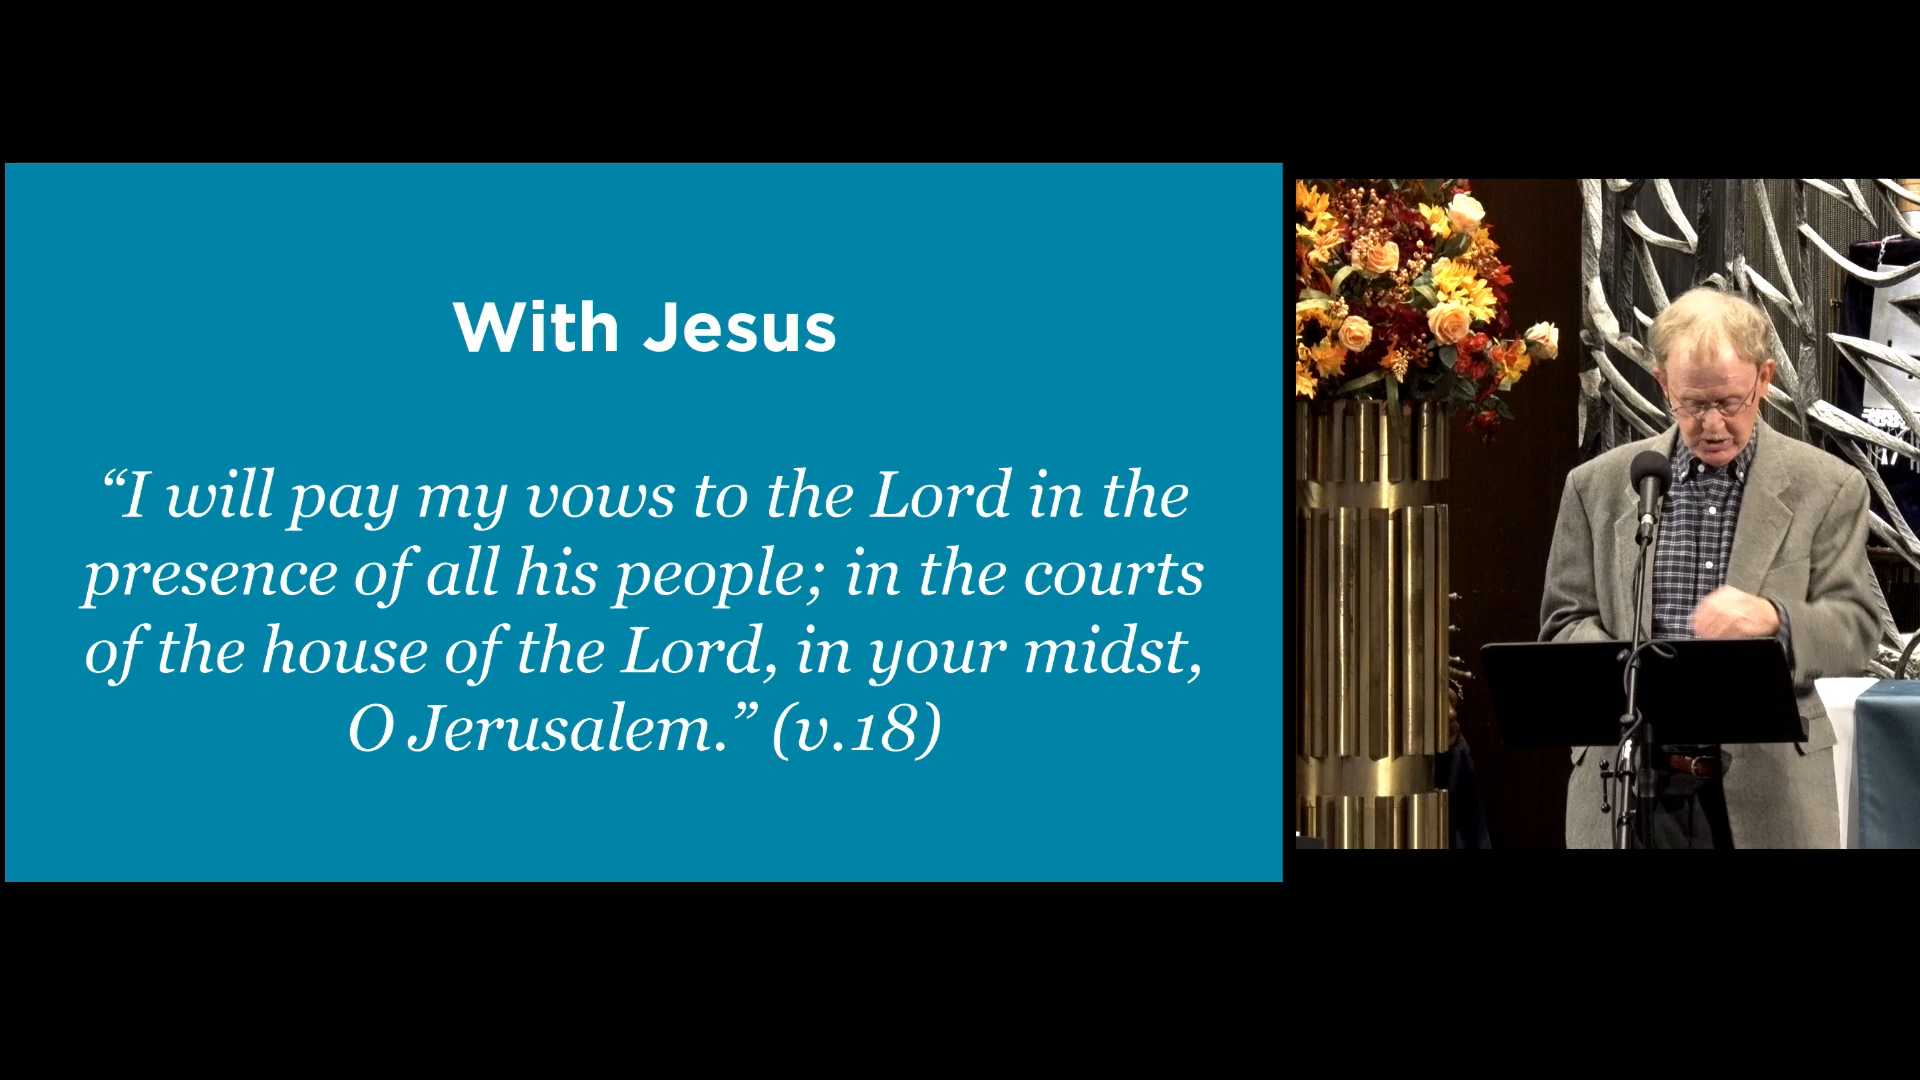 With Jesus
“I will pay my vows to the Lord in the
presence of all his people; in the courts
of the house of the Lord, in your midst,
O Jerusalem.” (v.18)